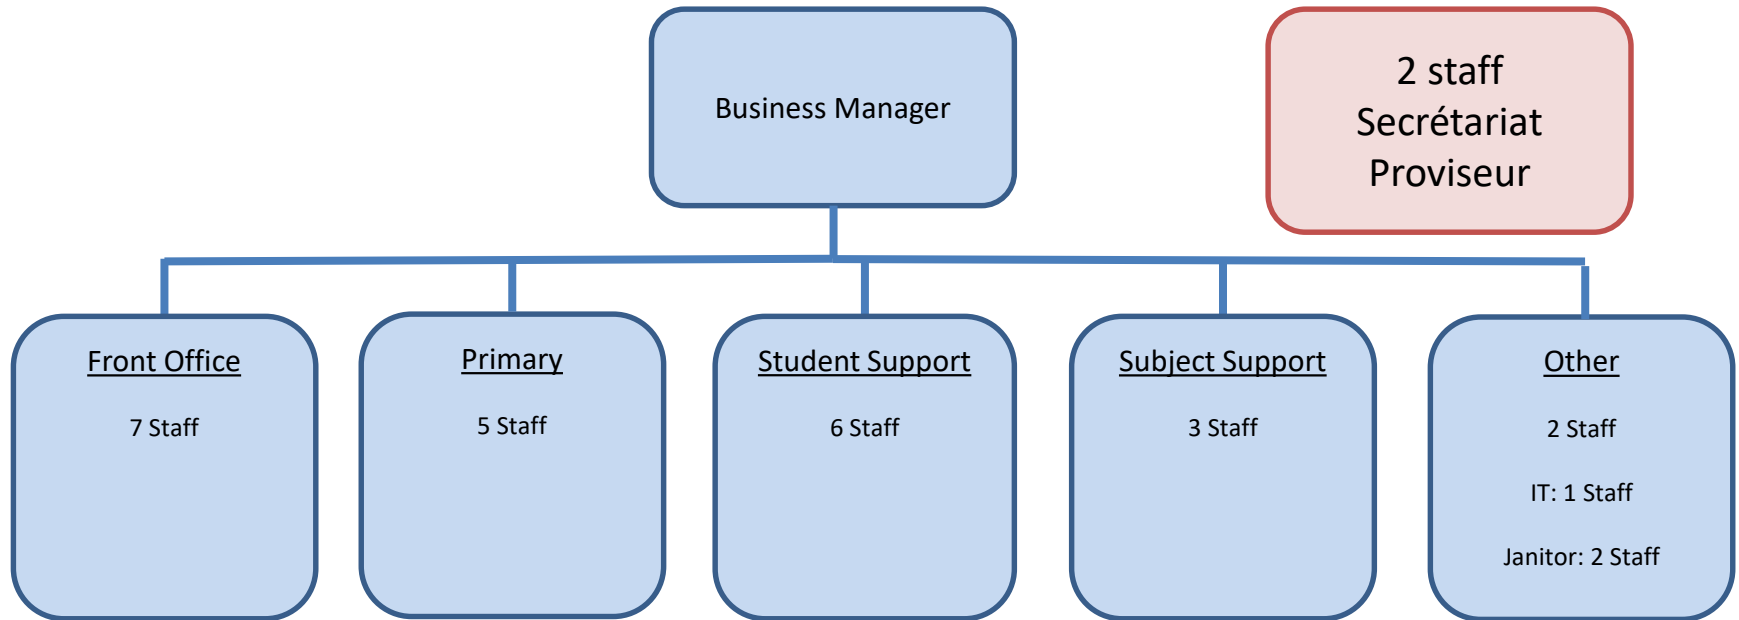 Business Manager
2 staff
Secrétariat
Proviseur
Front Office
7 Staff
Primary
5 Staff
Student Support
6 Staff
Subject Support
3 Staff
Other
2 Staff
IT: 1 Staff
Janitor: 2 Staff